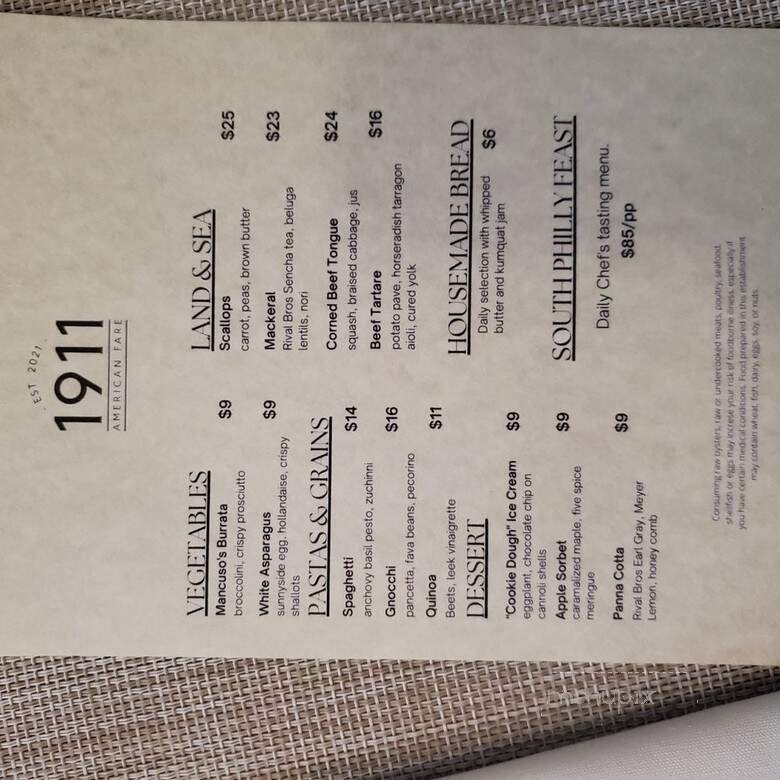 EST 2021
1911
AMERICAN FARE
VEGETABLES
Mancuso's Burrata $9
broccolini, crispy prosciutto
White Asparagus $9
sunnyside egg, hollandaise, crispy
shallots
PASTAS & GRAINS
Spaghetti $14
anchovy basil pesto, zuchinni
Gnocchi $16
pancetta, fava beans, pecorino
Quinoa $11
Beets, leek vinaigrette
DESSERT
"Cookie Dough" Ice Cream $9
eggplant, chocolate chip on
cannoli shells
Apple Sorbet $9
caramalized maple, five spice
meringue
Panna Cotta $9
Rival Bros Earl Gray, Meyer
Lemon, honey comb
LAND & SEA
Scallops $25
carrot, peas, brown butter
Mackeral $23
Rival Bros Sencha tea, beluga
lentils, nori
Corned Beef Tongue $24
squash, braised cabbage, jus
Beef Tartare $16
potato pave, horseradish tarragon
aioli, cured yolk
HOUSEMADE BREAD
Daily selection with whipped $6
butter and kumquat jam
SOUTH PHILLY FEAST
Daily Chef's tasting menu.
$85/pp
Consuming raw oysters, raw or undercooked meats, poultry, seafood,
shellfish or eggs may increse your risk of foodborne illness, especially if
you have certain medical conditions. Food prepared in this establishment
may contain wheat, fish, dairy, eggs, soy, or nuts.
menupix